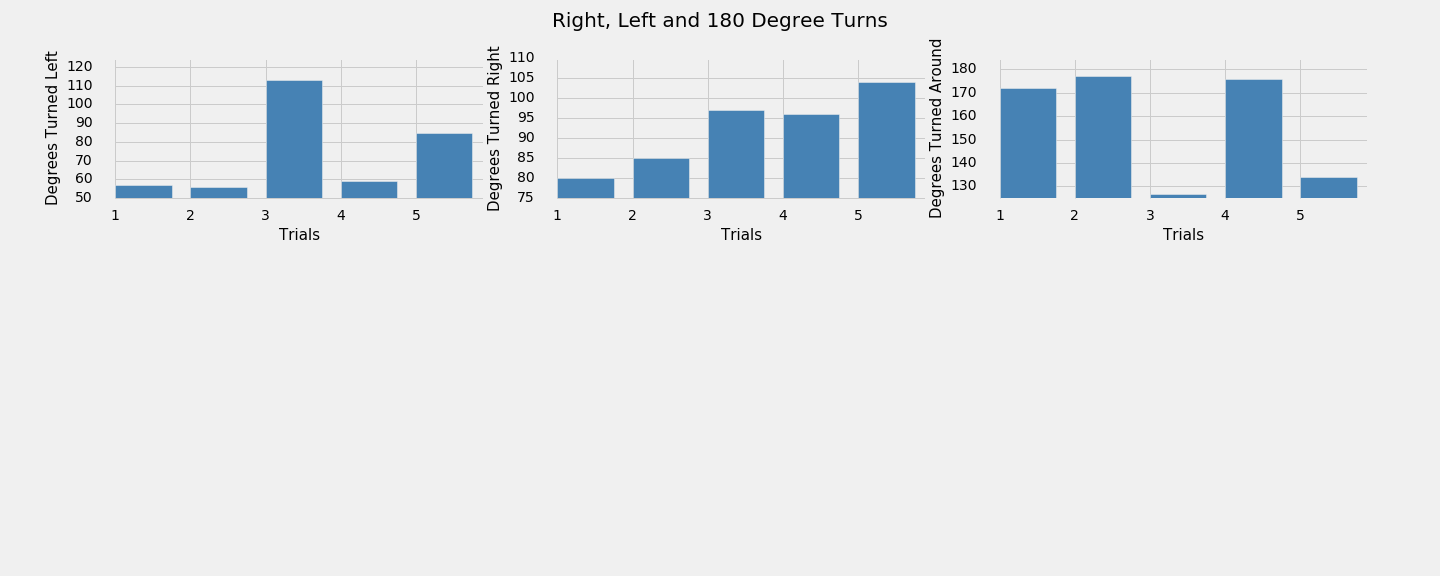 Right, Left and 180 Degree Turns
Degrees Turned Left
120
110
100
90
80
70
60
50
1 2 3 4 5
Trials
Degrees Turned Right
110
105
100
95
90
85
80
75
1 2 3 4 5
Trials
Degrees Turned Around
180
170
160
150
140
130
1 2 3 4 5
Trials